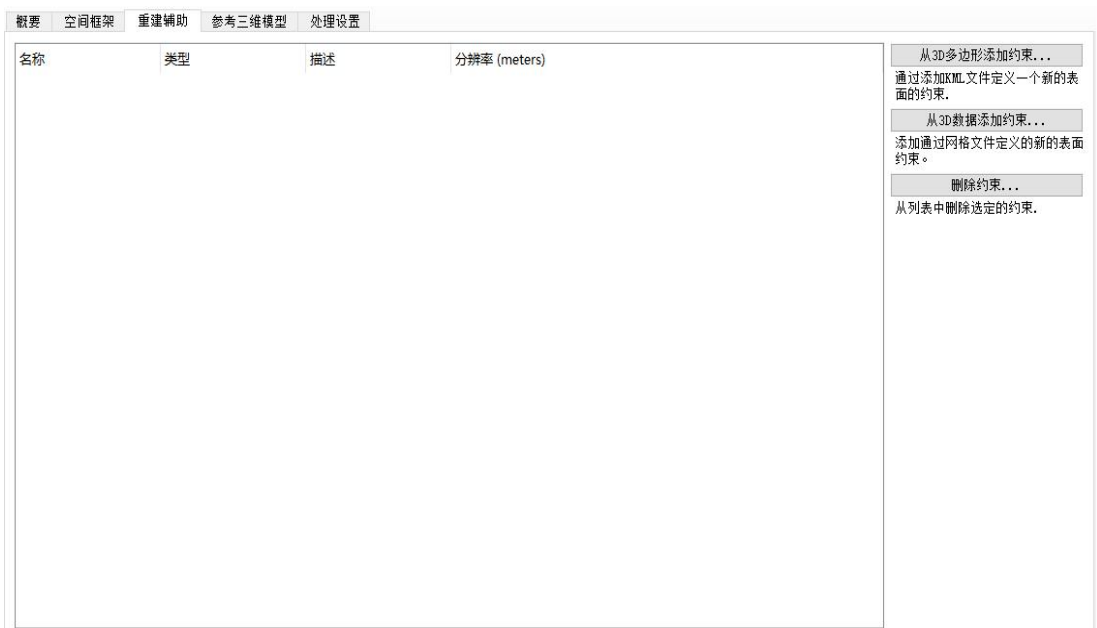 概要 空间框架 重建辅助 参考三维模型 处理设置
名称 类型 描述 分辨率 (meters)
从3D多边形添加约束...
通过添加KML文件定义一个新的表
面的约束.
从3D数据添加约束...
添加通过网格文件定义的新的表面
约束。
删除约束...
从列表中删除选定的约束.